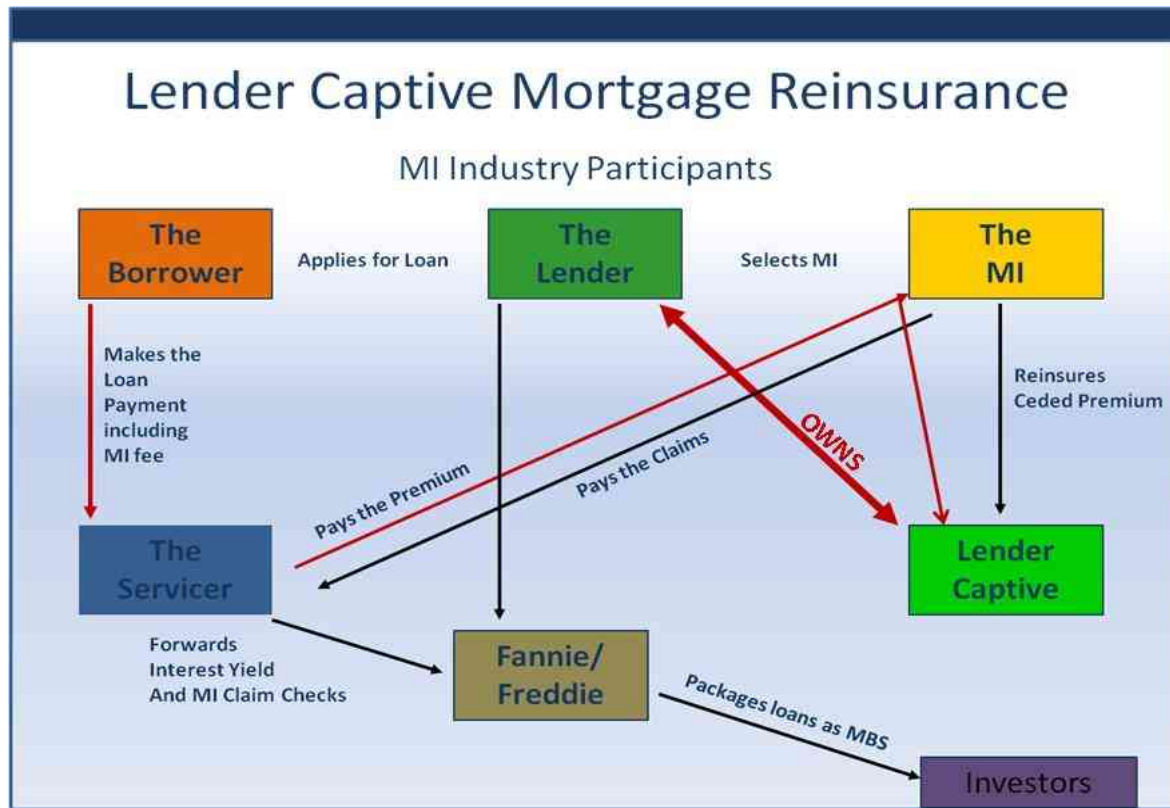 Lender Captive Mortgage Reinsurance
MI Industry Participants
The
Borrower
Applies for Loan
The
Lender
Selects MI
The
MI
Makes the
Loan
Payment
including
MI fee
Pays the Premium
Pays the Claims
OWNS
Reinsures
Ceded Premium
The
Servicer
Lender
Captive
Forwards
Interest Yield
And MI Claim Checks
Fannie/
Freddie
Packages loans as MBS
Investors